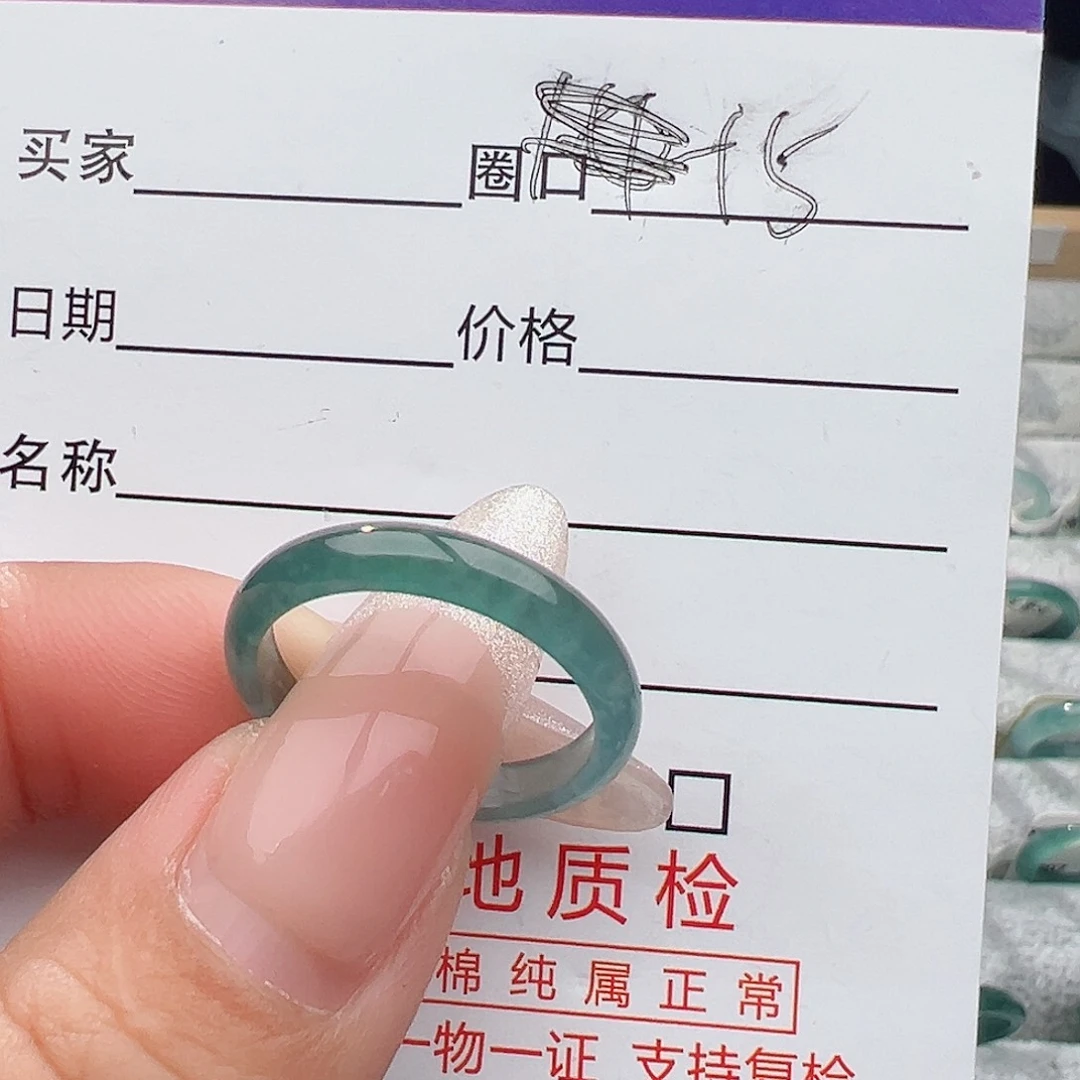 买家 圈口 15
日期 价格
名称
地质检
棉纯属正常
一物一证 支持复检